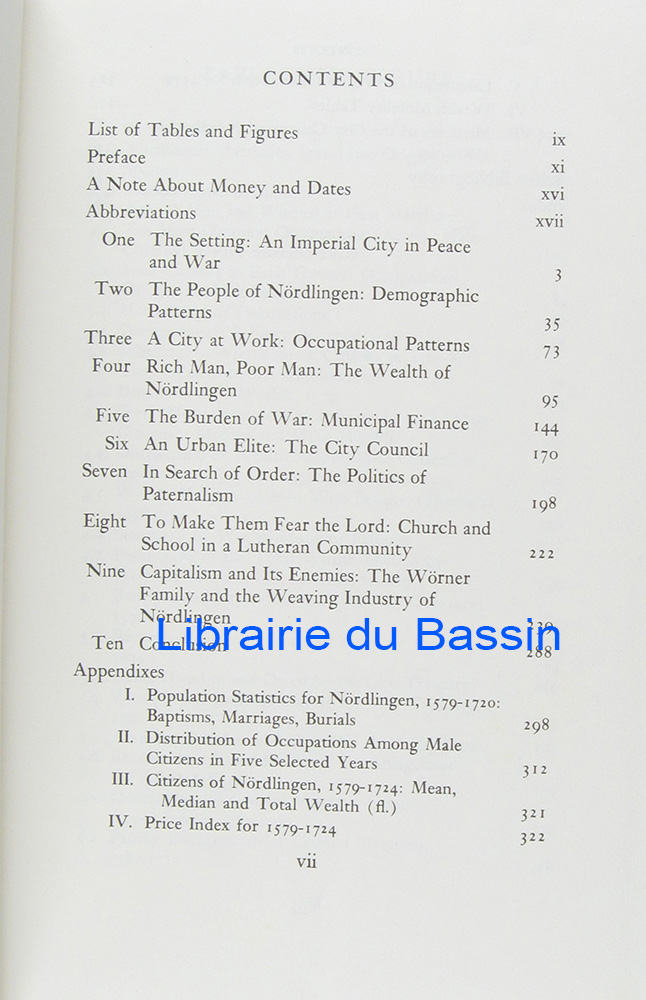 CONTENTS
List of Tables and Figures ix
Preface xi
A Note About Money and Dates xvi
Abbreviations xvii
One The Setting: An Imperial City in Peace
and War 3
Two The People of Nördlingen: Demographic
Patterns 35
Three A City at Work: Occupational Patterns 73
Four Rich Man, Poor Man: The Wealth of
Nördlingen 95
Five The Burden of War: Municipal Finance 144
Six An Urban Elite: The City Council 170
Seven In Search of Order: The Politics of
Paternalism 198
Eight To Make Them Fear the Lord: Church and
School in a Lutheran Community 222
Nine Capitalism and Its Enemies: The Wörner
Family and the Weaving Industry of
Nördlingen
Librairie du Bassin
Ten Conclusion 288
Appendixes
I. Population Statistics for Nördlingen, 1579-1720:
Baptisms, Marriages, Burials 298
II. Distribution of Occupations Among Male
Citizens in Five Selected Years 312
III. Citizens of Nördlingen, 1579-1724: Mean,
Median and Total Wealth (fl.) 321
IV. Price Index for 1579-1724 322
vii